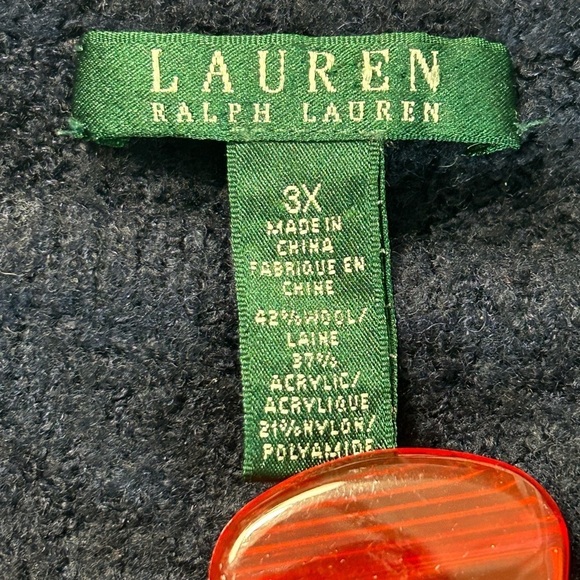 LAUREN
RALPH LAUREN
3X
MADE IN
CHINA
FABRIQUE EN
CHINE
42% WOOL/
LAINE
37%
ACRYLIC/
ACRYLIQUE
21% NYLON/
POLYAMIDE